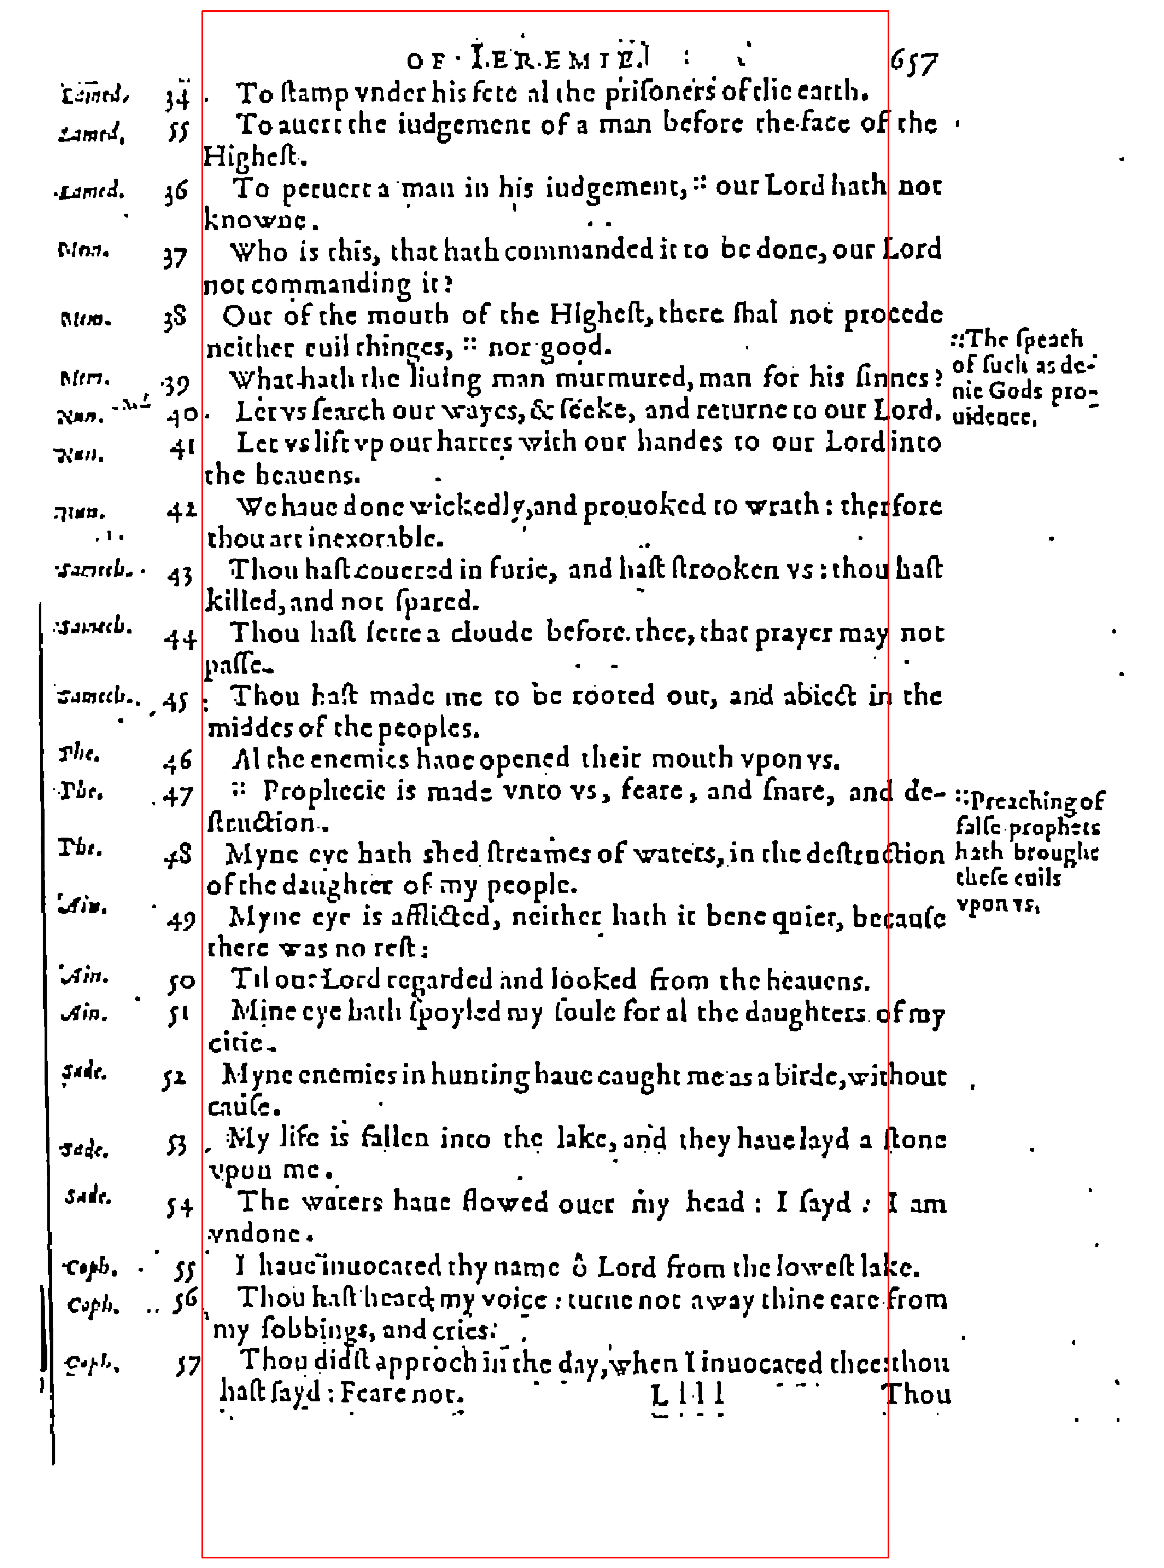 OF IEREMIE. 657
Lamed. 34 To ſtamp vnder his fete al the priſoners of the earth.
Lamed. 55 To auert the iudgement of a man before the face of the
Higheſt.
Lamed. 36 To peruert a man in his iudgement, :: our Lord hath not
knowne.
Mem. 37 Who is this, that hath commanded it to be done, our Lord
not commanding it?
Mem. 38 Out of the mouth of the Higheſt, there ſhal not procede
neither euil thinges, :: nor good.
::The ſpeach
of ſuch as de-
nie Gods pro-
uidence.
Mem. 39 What hath the liuing man murmured, man for his ſinnes?
Nun. 40 Let vs ſearch our wayes, & ſeeke, and returne to our Lord.
Nun. 41 Let vs lift vp our hartes with our handes to our Lord into
the heauens.
Nun. 42 We haue done wickedly, and prouoked to wrath: therfore
thou art inexorable.
Samech. 43 Thou haſt couered in furie, and haſt ſtrooken vs: thou haſt
killed, and not ſpared.
Samech. 44 Thou haſt ſette a cloude before thee, that prayer may not
paſſe.
Samech. 45 Thou haſt made me to be rooted out, and abiect in the
middes of the peoples.
Phe. 46 Al the enemies haue opened their mouth vpon vs.
Phe. 47 :: Prophecie is made vnto vs, feare, and ſnare, and de-
ſtruction.
::Preaching of
falſe prophets
hath brought
theſe euils
vpon vs.
Phe. 48 Myne eye hath shed ſtreames of waters, in the deſtruction
of the daughter of my people.
Ain. 49 Myne eye is afflicted, neither hath it bene quiet, becauſe
there was no reſt:
Ain. 50 Til our Lord regarded and looked from the heauens.
Ain. 51 Mine eye hath ſpoyled my ſoule for al the daughters of my
citie.
Sade. 52 Myne enemies in hunting haue caught me as a birde, without
cauſe.
Sade. 53 My life is fallen into the lake, and they haue layd a ſtone
vpon me.
Sade. 54 The waters haue flowed ouer my head: I ſayd: I am
vndone.
Coph. 55 I haue inuocated thy name ô Lord from the loweſt lake.
Coph. 56 Thou haſt heard my voice: turne not away thine eare from
my ſobbings, and cries.
Coph. 57 Thou didſt approch in the day, when I inuocated thee: thou
haſt ſayd: Feare not.
L l l l Thou